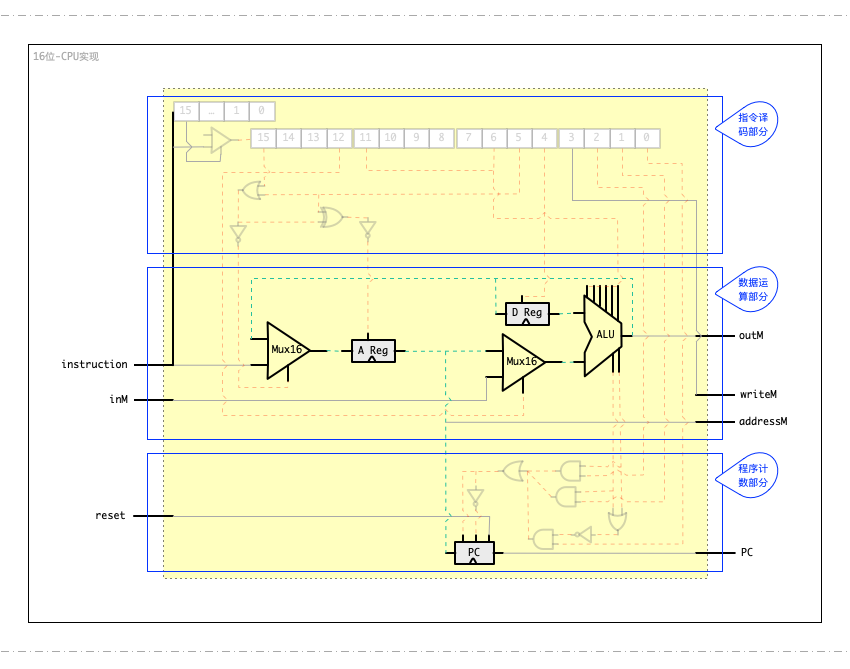 16位-CPU实现
15 … 1 0
15 14 13 12 11 10 9 8 7 6 5 4 3 2 1 0
指令译
码部分
数据运
算部分
D Reg
ALU
outM
Mux16
A Reg
Mux16
instruction
inM
writeM
addressM
程序计
数部分
reset
PC
PC